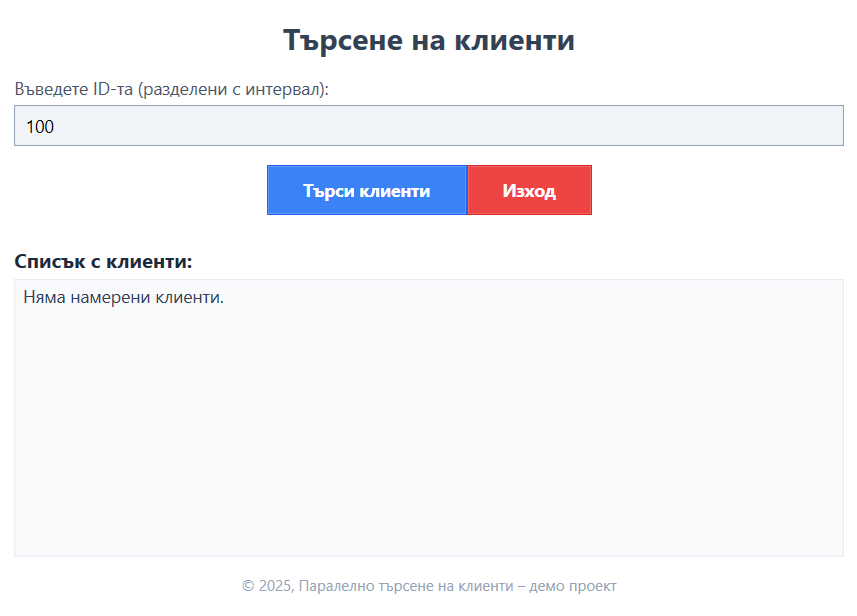 Търсене на клиенти
Въведете ID-та (разделени с интервал):
100
Търси клиенти Изход
Списък с клиенти:
Няма намерени клиенти.
© 2025, Паралелно търсене на клиенти – демо проект